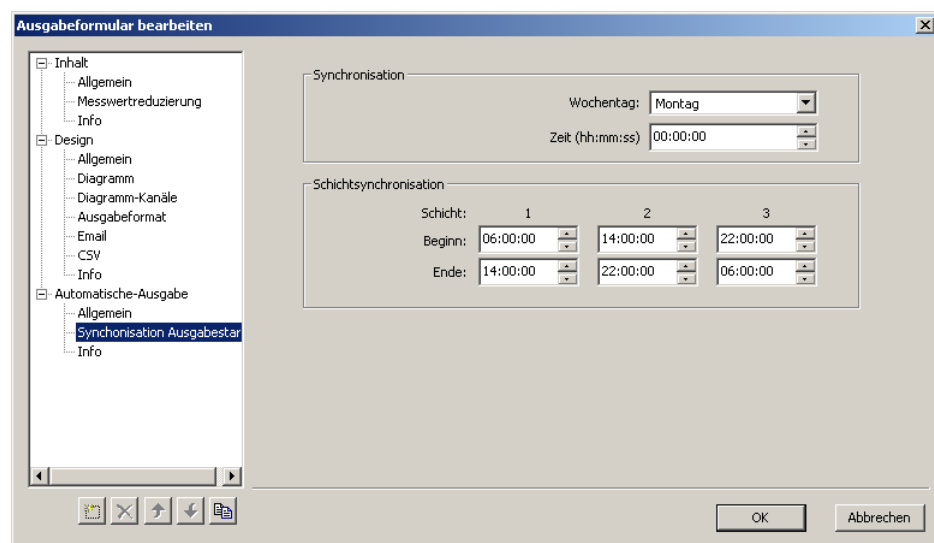 Ausgabeformular bearbeiten
Inhalt
Allgemein
Messwertreduzierung
Info
Design
Allgemein
Diagramm
Diagramm-Kanäle
Ausgabeformat
Email
CSV
Info
Automatische-Ausgabe
Allgemein
Synchonisation Ausgabestar
Info
Synchronisation
Wochentag: Montag
Zeit (hh:mm:ss) 00:00:00
Schichtsynchronisation
Schicht: 1 2 3
Beginn: 06:00:00 14:00:00 22:00:00
Ende: 14:00:00 22:00:00 06:00:00
OK Abbrechen